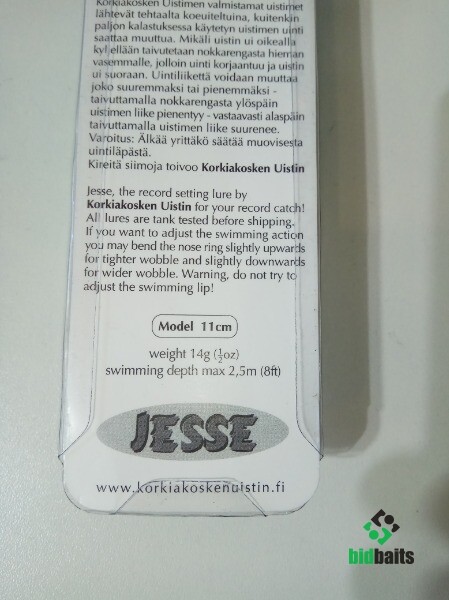 Korkiakosken Uistimen valmistamat uistimet
lähtevät tehtaalta koeuiteltuina, kuitenkin
paljon kalastuksessa käytetyn uistimen uinti
saattaa muuttua. Mikäli uistin ui oikealla
kyljellään taivutetaan nokkarengasta hieman
vasemmalle, jolloin uinti korjaantuu ja uistin
ui suoraan. Uintiliikettä voidaan muuttaa
joko suuremmaksi tai pienemmäksi -
taivuttamalla nokkarengasta ylöspäin
uistimen liike pienentyy - vastaavasti alaspäin
taivuttamalla uistimen liike suurenee.
Varoitus: Älkää yrittäkö säätää muovisesta
uintiläpästä.
Kireitä siimoja toivoo Korkiakosken Uistin
Jesse, the record setting lure by
Korkiakosken Uistin for your record catch!
All lures are tank tested before shipping.
If you want to adjust the swimming action
you may bend the nose ring slightly upwards
for tighter wobble and slightly downwards
for wider wobble. Warning, do not try to
adjust the swimming lip!
Model 11cm
weight 14g (½oz)
swimming depth max 2,5m (8ft)
JESSE
www.korkiakoskenuistin.fi
bidbaits